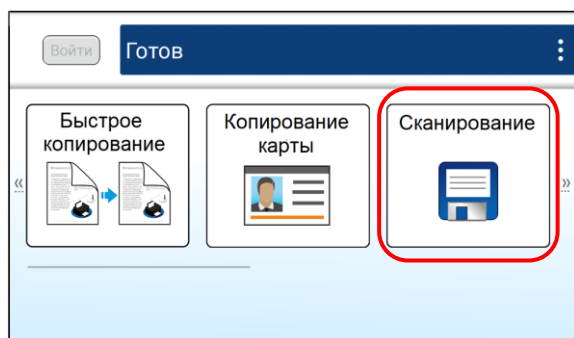 Войти
Готов
Быстрое
копирование
Копирование
карты
Сканирование
«
»